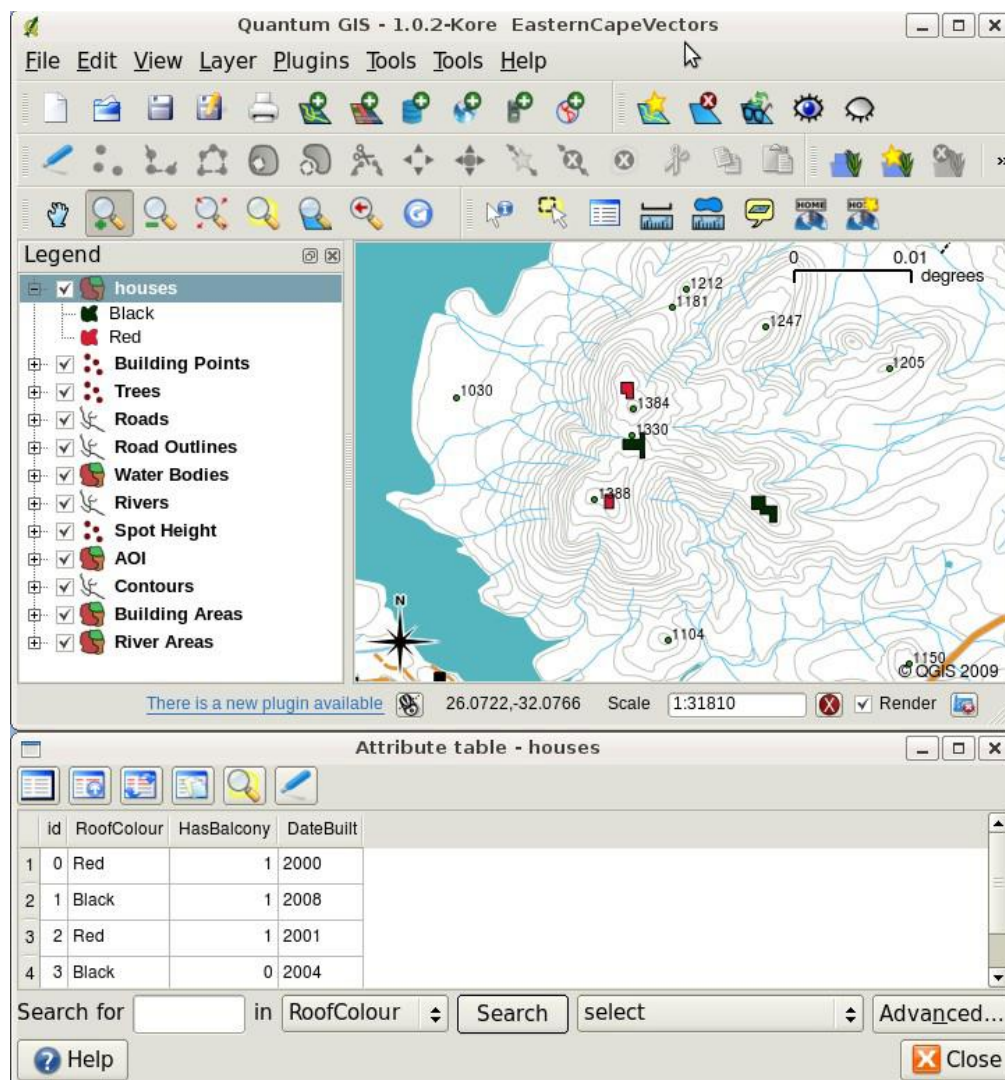 Quantum GIS - 1.0.2-Kore EasternCapeVectors
File Edit View Layer Plugins Tools Tools Help
»
HOME HO
Legend
houses
Black
Red
Building Points
Trees
Roads
Road Outlines
Water Bodies
Rivers
Spot Height
AOI
Contours
Building Areas
River Areas
0 0.01
degrees
1212
1181
1247
1205
1030
1384
1330
1388
1104
1150
N
© QGIS 2009
There is a new plugin available 26.0722,-32.0766 Scale 1:31810 Render
Attribute table - houses
id RoofColour HasBalcony DateBuilt
1 0 Red 1 2000
2 1 Black 1 2008
3 2 Red 1 2001
4 3 Black 0 2004
Search for in RoofColour Search select Advanced...
Help Close